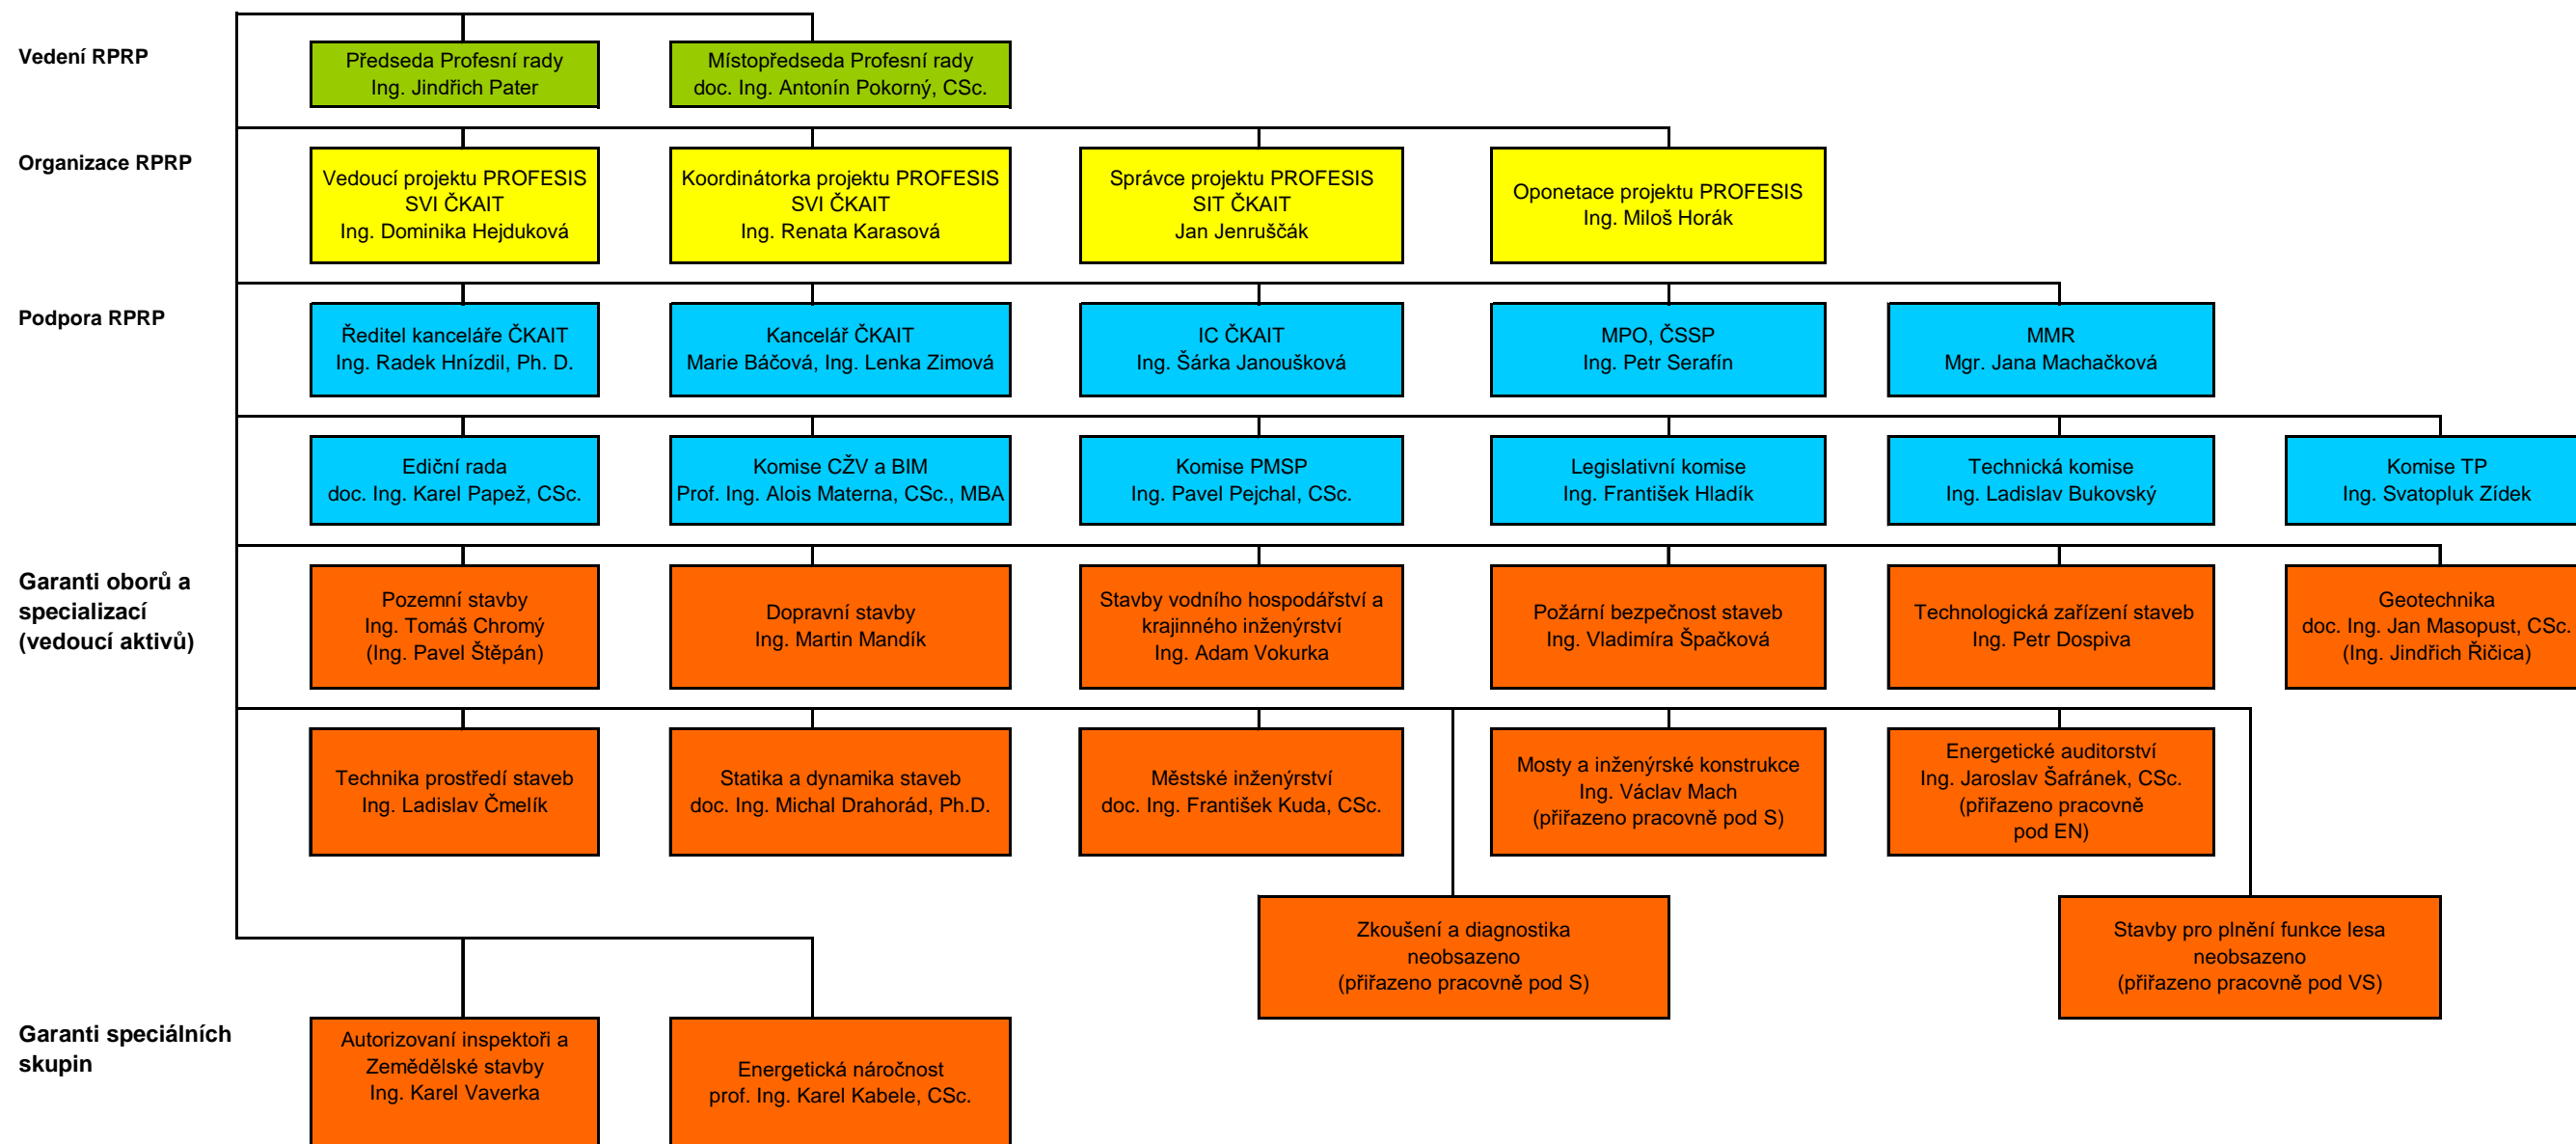 Vedení RPRP
Předseda Profesní rady
Ing. Jindřich Pater
Místopředseda Profesní rady
doc. Ing. Antonín Pokorný, CSc.
Organizace RPRP
Vedoucí projektu PROFESIS
SVI ČKAIT
Ing. Dominika Hejduková
Koordinátorka projektu PROFESIS
SVI ČKAIT
Ing. Renata Karasová
Správce projektu PROFESIS
SIT ČKAIT
Jan Jenruščák
Oponetace projektu PROFESIS
Ing. Miloš Horák
Podpora RPRP
Ředitel kanceláře ČKAIT
Ing. Radek Hnízdil, Ph. D.
Kancelář ČKAIT
Marie Báčová, Ing. Lenka Zimová
IC ČKAIT
Ing. Šárka Janoušková
MPO, ČSSP
Ing. Petr Serafín
MMR
Mgr. Jana Machačková
Ediční rada
doc. Ing. Karel Papež, CSc.
Komise CŽV a BIM
Prof. Ing. Alois Materna, CSc., MBA
Komise PMSP
Ing. Pavel Pejchal, CSc.
Legislativní komise
Ing. František Hladík
Technická komise
Ing. Ladislav Bukovský
Komise TP
Ing. Svatopluk Zídek
Garanti oborů a
specializací
(vedoucí aktivů)
Pozemní stavby
Ing. Tomáš Chromý
(Ing. Pavel Štěpán)
Dopravní stavby
Ing. Martin Mandík
Stavby vodního hospodářství a
krajinného inženýrství
Ing. Adam Vokurka
Požární bezpečnost staveb
Ing. Vladimíra Špačková
Technologická zařízení staveb
Ing. Petr Dospiva
Geotechnika
doc. Ing. Jan Masopust, CSc.
(Ing. Jindřich Řičica)
Technika prostředí staveb
Ing. Ladislav Čmelík
Statika a dynamika staveb
doc. Ing. Michal Drahorád, Ph.D.
Městské inženýrství
doc. Ing. František Kuda, CSc.
Mosty a inženýrské konstrukce
Ing. Václav Mach
(přiřazeno pracovně pod S)
Energetické auditorství
Ing. Jaroslav Šafránek, CSc.
(přiřazeno pracovně
pod EN)
Zkoušení a diagnostika
neobsazeno
(přiřazeno pracovně pod S)
Stavby pro plnění funkce lesa
neobsazeno
(přiřazeno pracovně pod VS)
Garanti speciálních
skupin
Autorizovaní inspektoři a
Zemědělské stavby
Ing. Karel Vaverka
Energetická náročnost
prof. Ing. Karel Kabele, CSc.